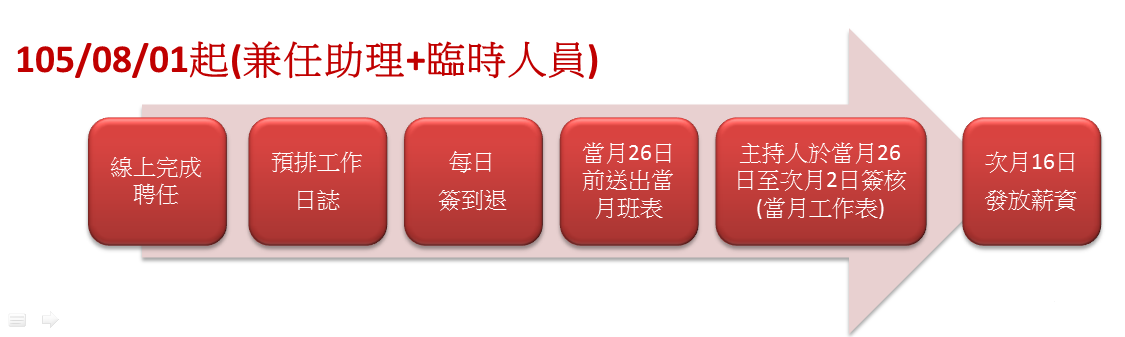 105/08/01起(兼任助理+臨時人員)
線上完成
聘任
預排工作
日誌
每日
簽到退
當月26日
前送出當
月班表
主持人於當月26
日至次月2日簽核
(當月工作表)
次月16日
發放薪資